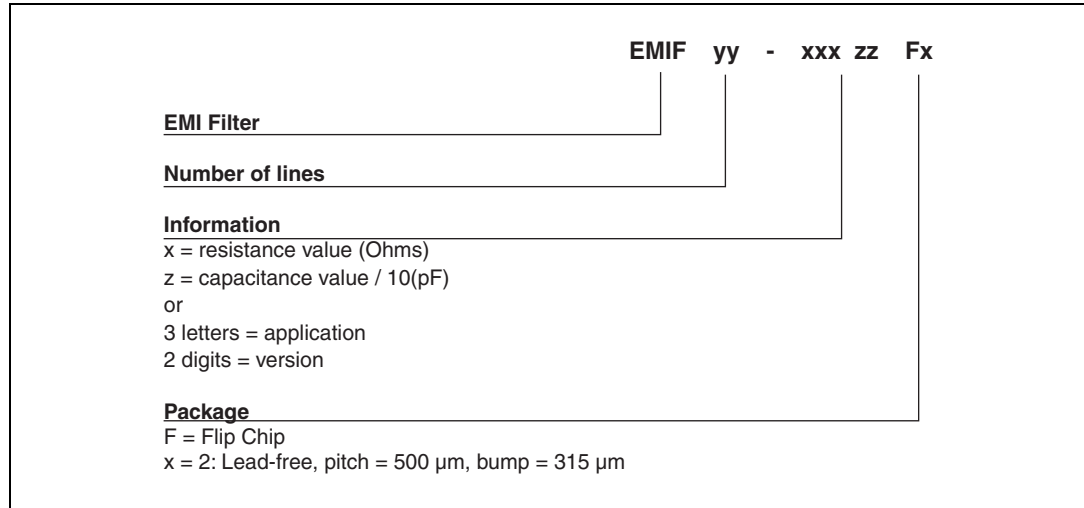 EMIF yy - xxx zz Fx
EMI Filter
Number of lines
Information
x = resistance value (Ohms)
z = capacitance value / 10(pF)
or
3 letters = application
2 digits = version
Package
F = Flip Chip
x = 2: Lead-free, pitch = 500 µm, bump = 315 µm